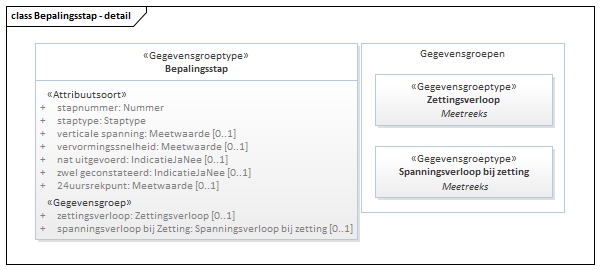 class Bepalingsstap - detail
«Gegevensgroeptype»
Bepalingsstap
«Attribuutsoort»
+ stapnummer: Nummer
+ staptype: Staptype
+ verticale spanning: Meetwaarde [0..1]
+ vervormingssnelheid: Meetwaarde [0..1]
+ nat uitgevoerd: IndicatieJaNee [0..1]
+ zwel geconstateerd: IndicatieJaNee [0..1]
+ 24uursrekpunt: Meetwaarde [0..1]
«Gegevensgroep»
+ zettingsverloop: Zettingsverloop [0..1]
+ spanningsverloop bij Zetting: Spanningsverloop bij zetting [0..1]
Gegevensgroepen
«Gegevensgroeptype»
Zettingsverloop
Meetreeks
«Gegevensgroeptype»
Spanningsverloop bij zetting
Meetreeks